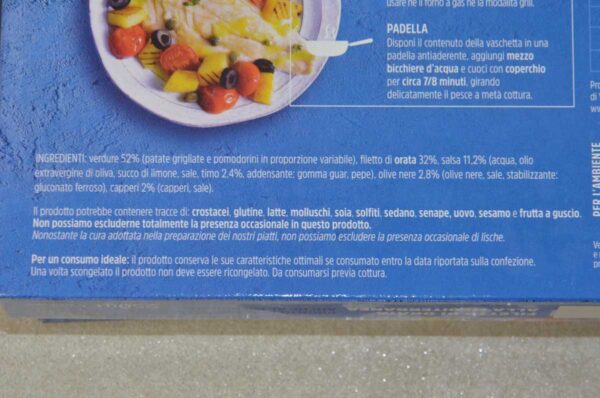 usare né il forno a gas né la modalità grill.
PADELLA
Disponi il contenuto della vaschetta in una
padella antiaderente, aggiungi mezzo
bicchiere d'acqua e cuoci con coperchio
per circa 7/8 minuti, girando
delicatamente il pesce a metà cottura.
INGREDIENTI: verdure 52% (patate grigliate e pomodorini in proporzione variabile), filetto di orata 32%, salsa 11,2% (acqua, olio
extravergine di oliva, succo di limone, sale, timo 2,4%, addensante: gomma guar, pepe), olive nere 2,8% (olive nere, sale, stabilizzante:
gluconato ferroso), capperi 2% (capperi, sale).
Il prodotto potrebbe contenere tracce di: crostacei, glutine, latte, molluschi, soia, solfiti, sedano, senape, uovo, sesamo e frutta a guscio.
Non possiamo escluderne totalmente la presenza occasionale in questo prodotto.
Nonostante la cura adottata nella preparazione dei nostri piatti, non possiamo escludere la presenza occasionale di lische.
Per un consumo ideale: il prodotto conserva le sue caratteristiche ottimali se consumato entro la data riportata sulla confezione.
Una volta scongelato il prodotto non deve essere ricongelato. Da consumarsi previa cottura.
Pro
di V
www
PER L'AMBIENTE
Ve
e r
pro